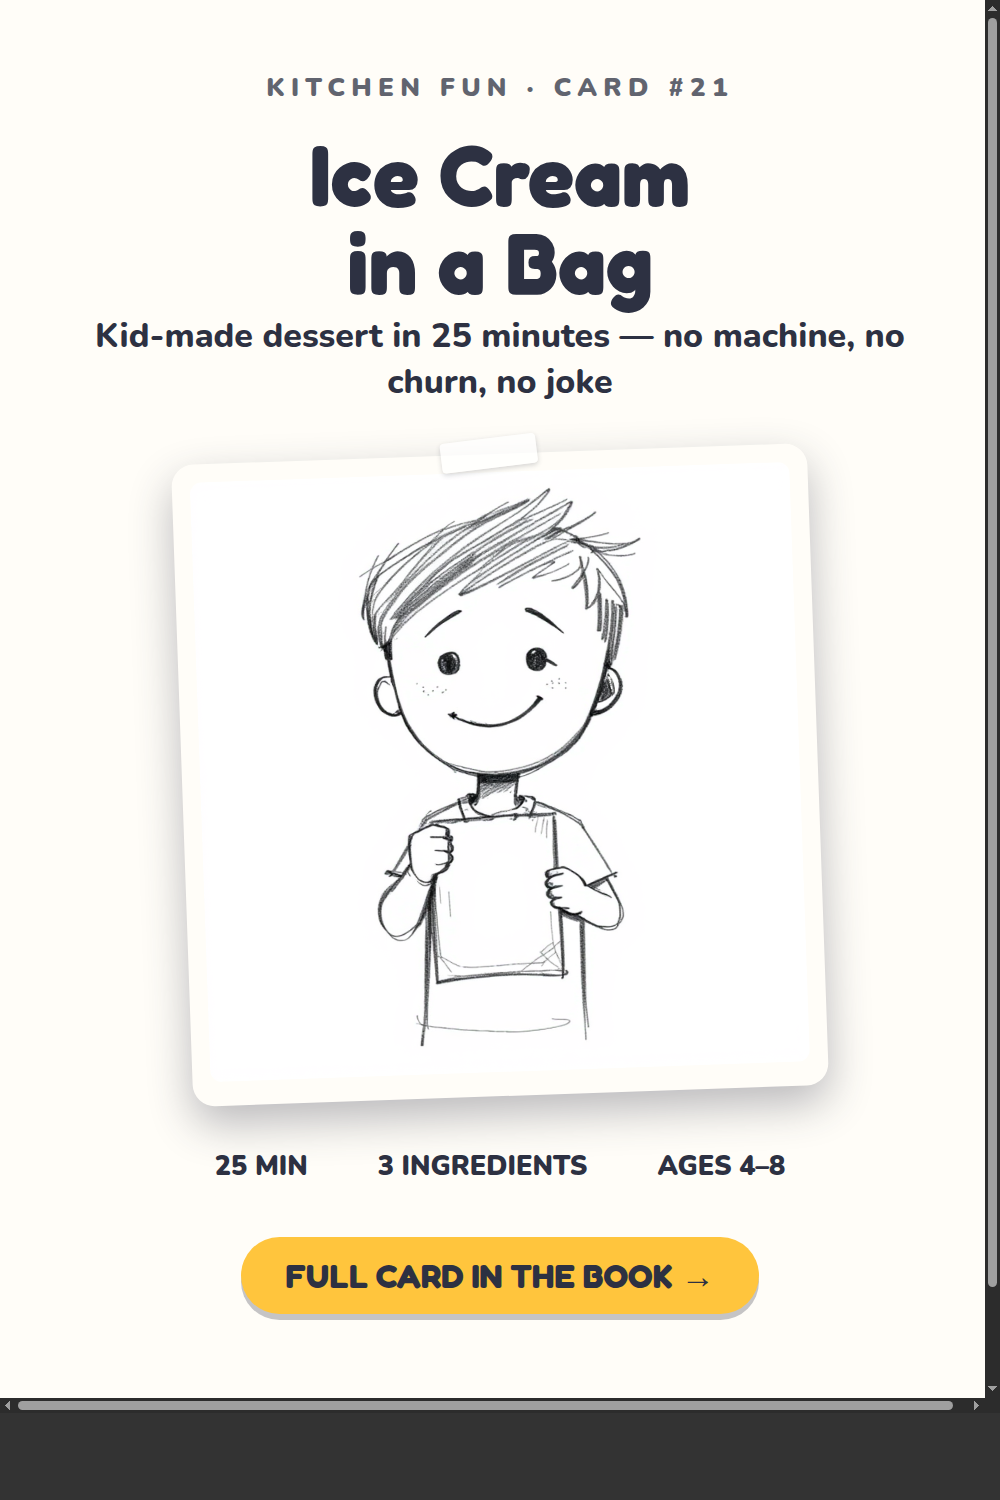 KITCHEN FUN · CARD #21
Ice Cream
in a Bag
Kid-made dessert in 25 minutes — no machine, no
churn, no joke
25 MIN 3 INGREDIENTS AGES 4–8
FULL CARD IN THE BOOK →